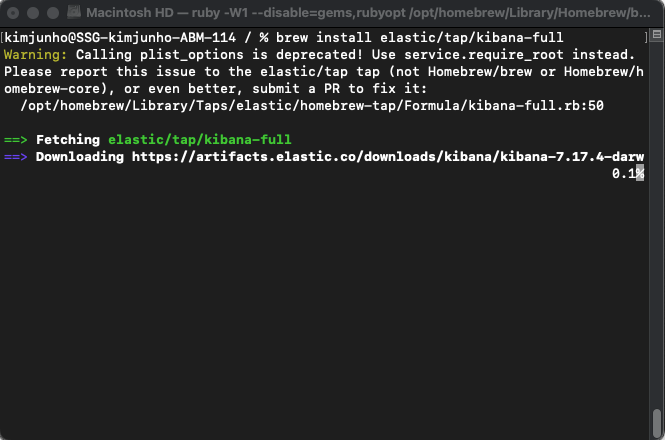 Macintosh HD — ruby -W1 --disable=gems,rubyopt /opt/homebrew/Library/Homebrew/b...
[kimjunho@SSG-kimjunho-ABM-114 / % brew install elastic/tap/kibana-full ]
Warning: Calling plist_options is deprecated! Use service.require_root instead.
Please report this issue to the elastic/tap tap (not Homebrew/brew or Homebrew/h
omebrew-core), or even better, submit a PR to fix it:
  /opt/homebrew/Library/Taps/elastic/homebrew-tap/Formula/kibana-full.rb:50
==> Fetching elastic/tap/kibana-full
==> Downloading https://artifacts.elastic.co/downloads/kibana/kibana-7.17.4-darw
0.1%